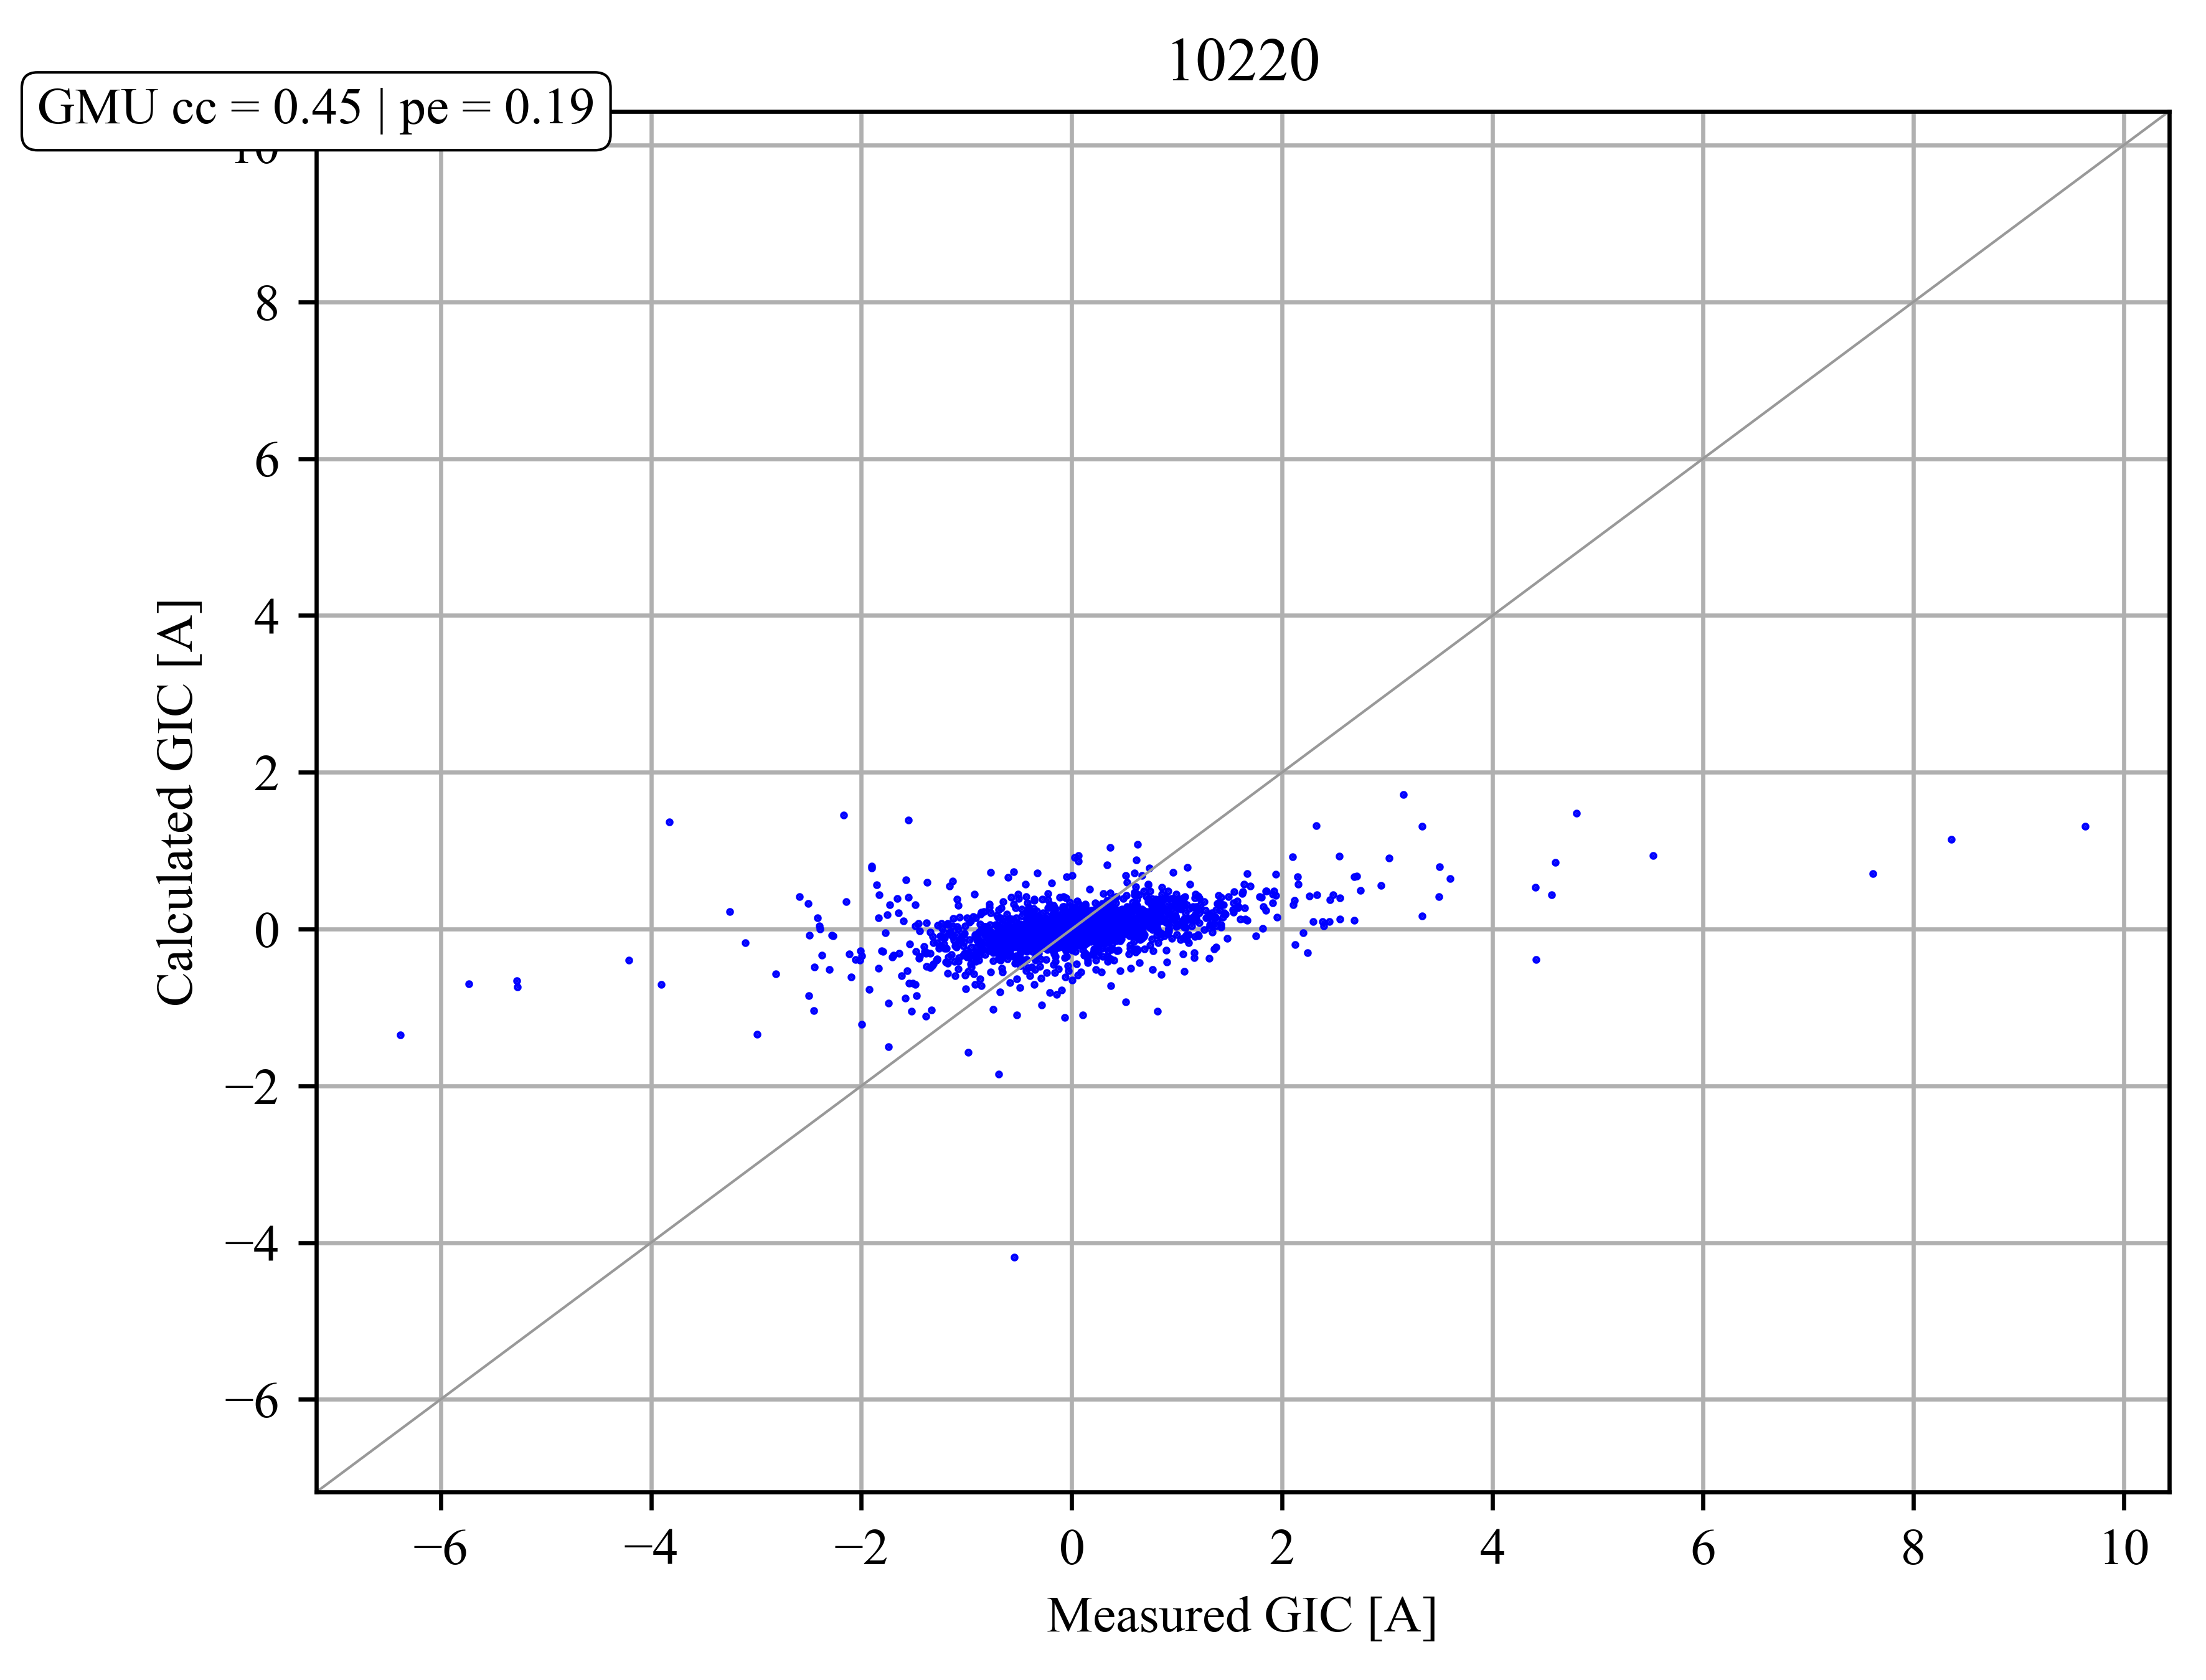 10220
GMU cc = 0.45 | pe = 0.19
10
8
6
4
2
0
−2
−4
−6
Calculated GIC [A]
−6 −4 −2 0 2 4 6 8 10
Measured GIC [A]